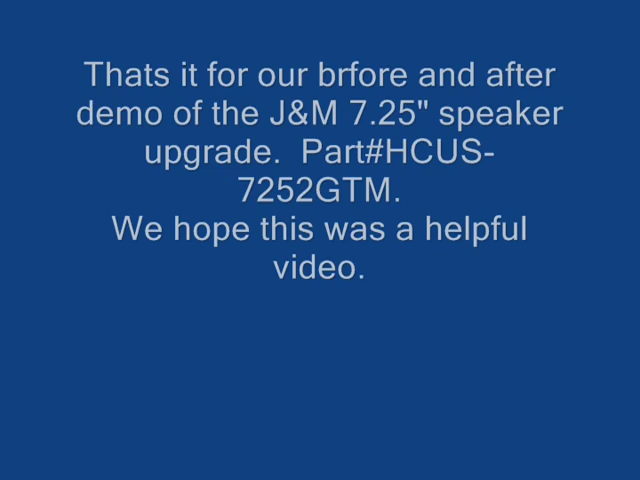 Thats it for our brfore and after
demo of the J&M 7.25" speaker
upgrade.  Part#HCUS-
7252GTM.
We hope this was a helpful
video.